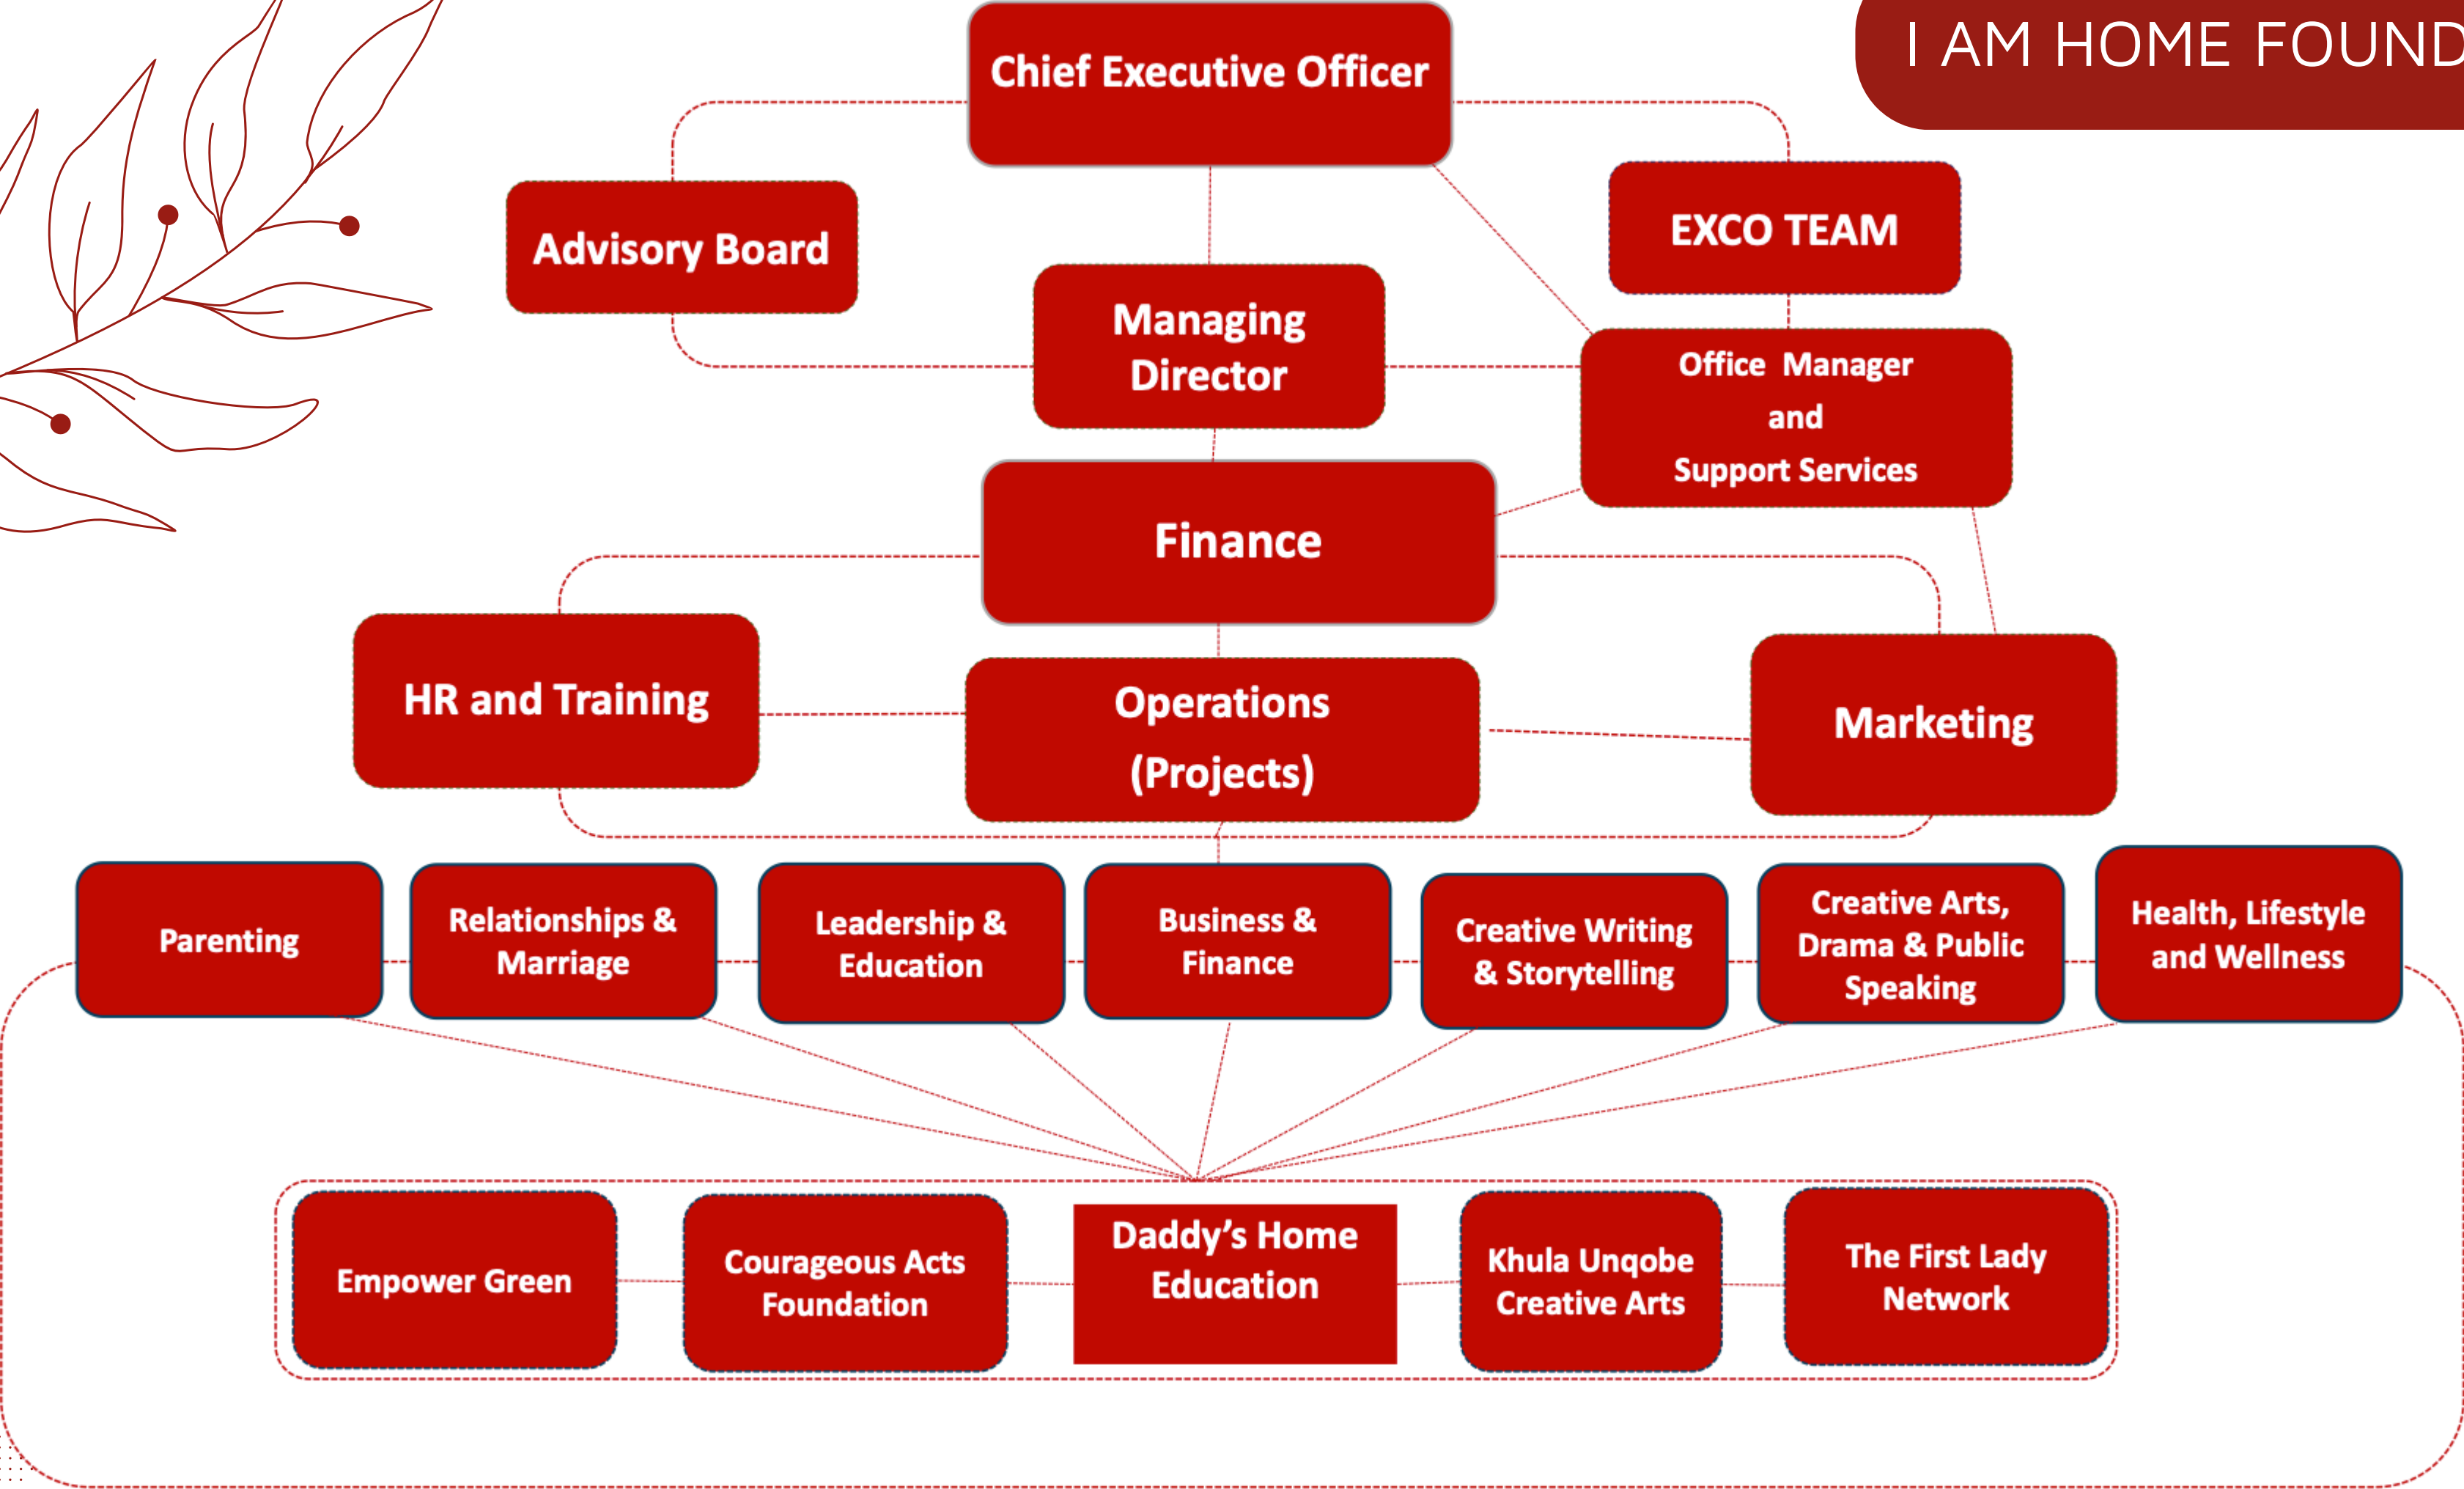 I AM HOME FOUND
Chief Executive Officer
Advisory Board
EXCO TEAM
Managing
Director
Office Manager
and
Support Services
Finance
HR and Training
Operations
(Projects)
Marketing
Parenting
Relationships &
Marriage
Leadership &
Education
Business &
Finance
Creative Writing
& Storytelling
Creative Arts,
Drama & Public
Speaking
Health, Lifestyle
and Wellness
Empower Green
Courageous Acts
Foundation
Daddy’s Home
Education
Khula Unqobe
Creative Arts
The First Lady
Network